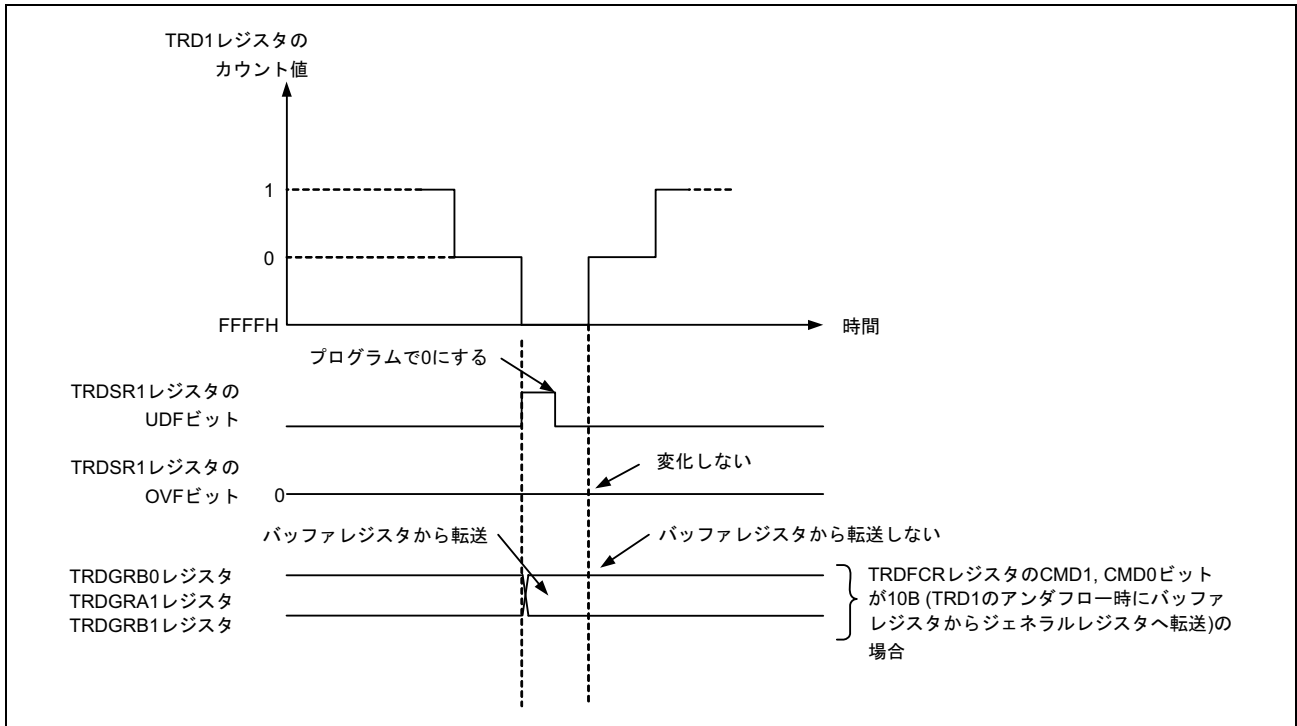 TRD1レジスタの
カウント値
1
0
FFFFH
時間
プログラムで0にする
TRDSR1レジスタの
UDFビット
TRDSR1レジスタの
OVFビット
0
変化しない
バッファレジスタから転送
バッファレジスタから転送しない
TRDGRB0レジスタ
TRDGRA1レジスタ
TRDGRB1レジスタ
TRDFCRレジスタのCMD1, CMD0ビット
が10B (TRD1のアンダフロー時にバッファ
レジスタからジェネラルレジスタへ転送)の
場合